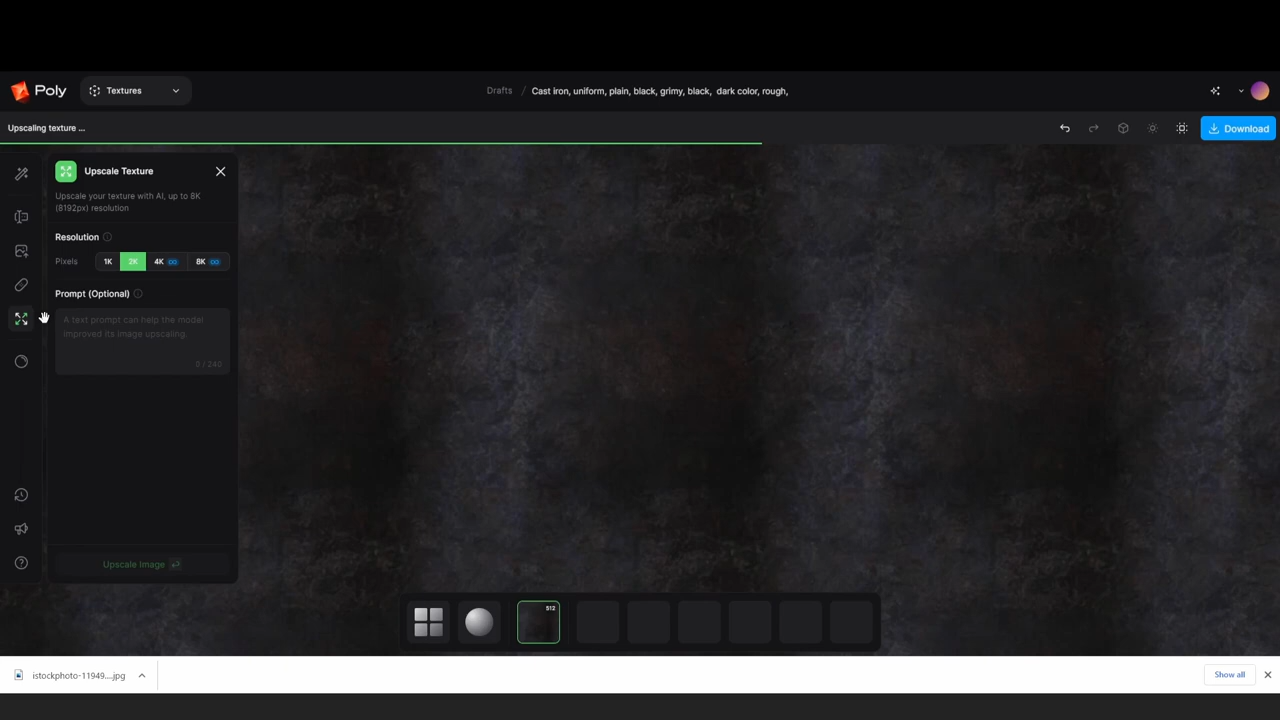 Poly
Textures
Drafts / Cast iron, uniform, plain, black, grimy, black, dark color, rough,
Upscaling texture ...
Download
Upscale Texture
Upscale your texture with AI, up to 8K
(8192px) resolution
Resolution
Pixels 1K 2K 4K 8K
Prompt (Optional)
A text prompt can help the model
improved its image upscaling.
0 / 240
Upscale Image
512
istockphoto-11949....jpg
Show all